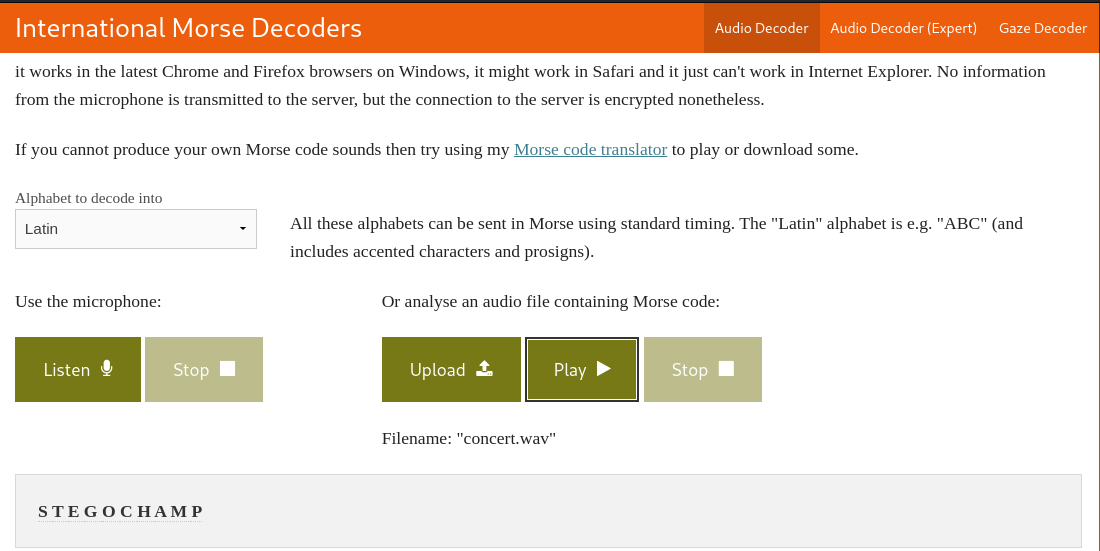 International Morse Decoders
Audio Decoder
Audio Decoder (Expert)
Gaze Decoder
it works in the latest Chrome and Firefox browsers on Windows, it might work in Safari and it just can't work in Internet Explorer. No information
from the microphone is transmitted to the server, but the connection to the server is encrypted nonetheless.
If you cannot produce your own Morse code sounds then try using my Morse code translator to play or download some.
Alphabet to decode into
Latin
All these alphabets can be sent in Morse using standard timing. The "Latin" alphabet is e.g. "ABC" (and
includes accented characters and prosigns).
Use the microphone:
Or analyse an audio file containing Morse code:
Listen
Stop
Upload
Play
Stop
Filename: "concert.wav"
S T E G O C H A M P